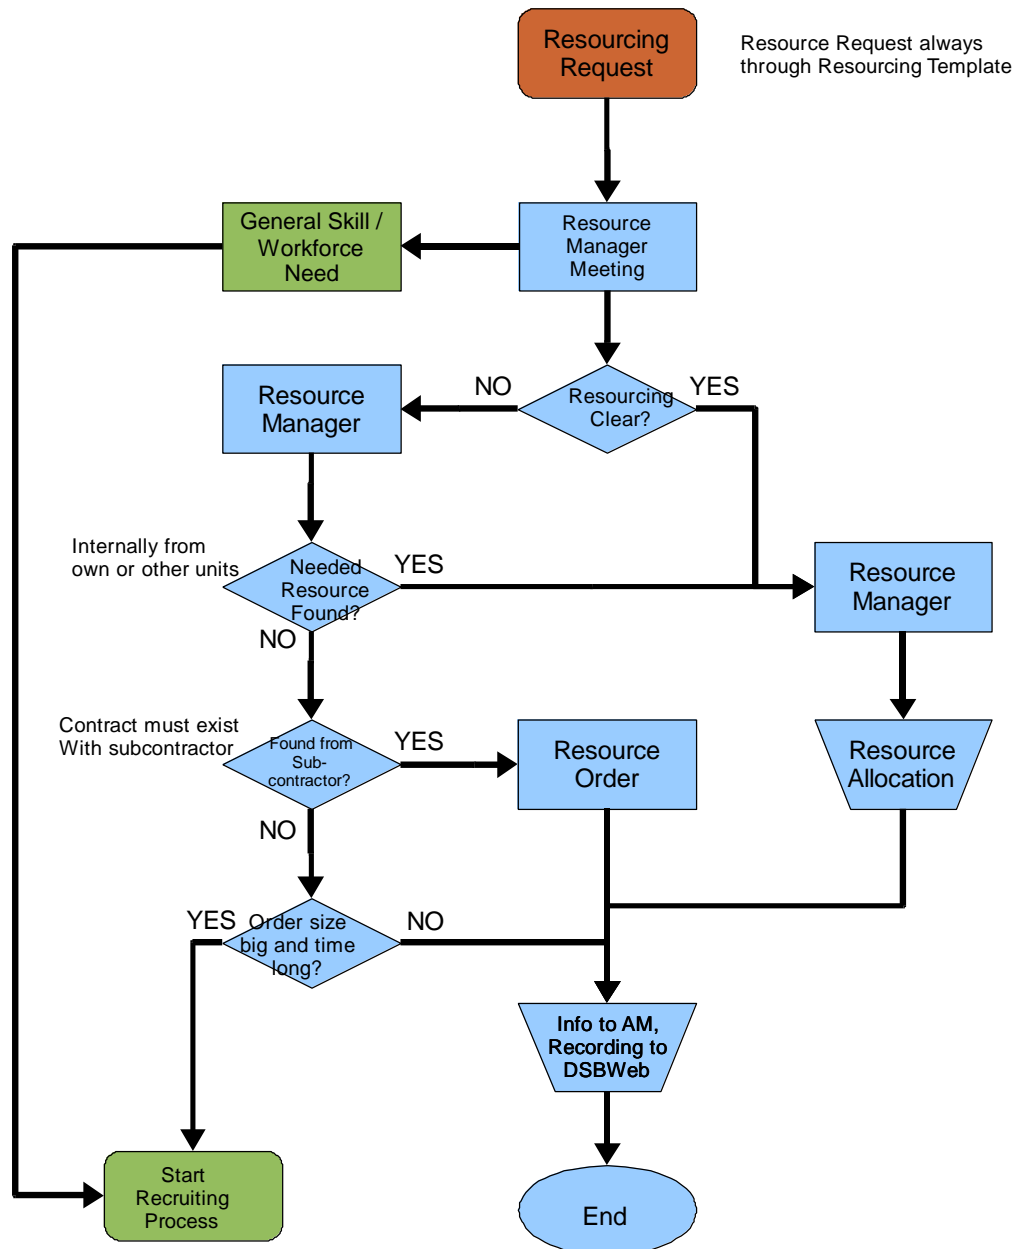 Resourcing
Request
Resource Request always
through Resourcing Template
General Skill /
Workforce
Need
Resource
Manager
Meeting
Resource
Manager
NO
Resourcing
Clear?
YES
Internally from
own or other units
Needed
Resource
Found?
YES
Resource
Manager
NO
Contract must exist
With subcontractor
Found from
Sub-
contractor?
YES
Resource
Order
Resource
Allocation
NO
YES
Order size
big and time
long?
NO
Info to AM,
Recording to
DSBWeb
Start
Recruiting
Process
End